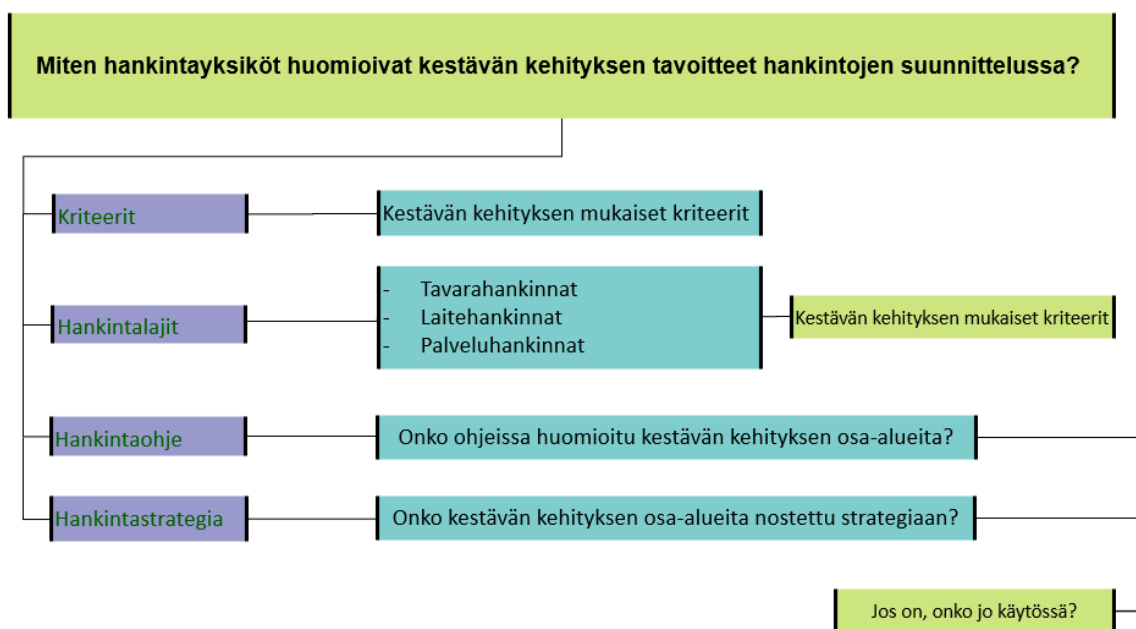 Miten hankintayksiköt huomioivat kestävän kehityksen tavoitteet hankintojen suunnittelussa?
Kriteerit
Kestävän kehityksen mukaiset kriteerit
Hankintalajit
- Tavarahankinnat
- Laitehankinnat
- Palveluhankinnat
Kestävän kehityksen mukaiset kriteerit
Hankintaohje
Onko ohjeissa huomioitu kestävän kehityksen osa-alueita?
Hankintastrategia
Onko kestävän kehityksen osa-alueita nostettu strategiaan?
Jos on, onko jo käytössä?